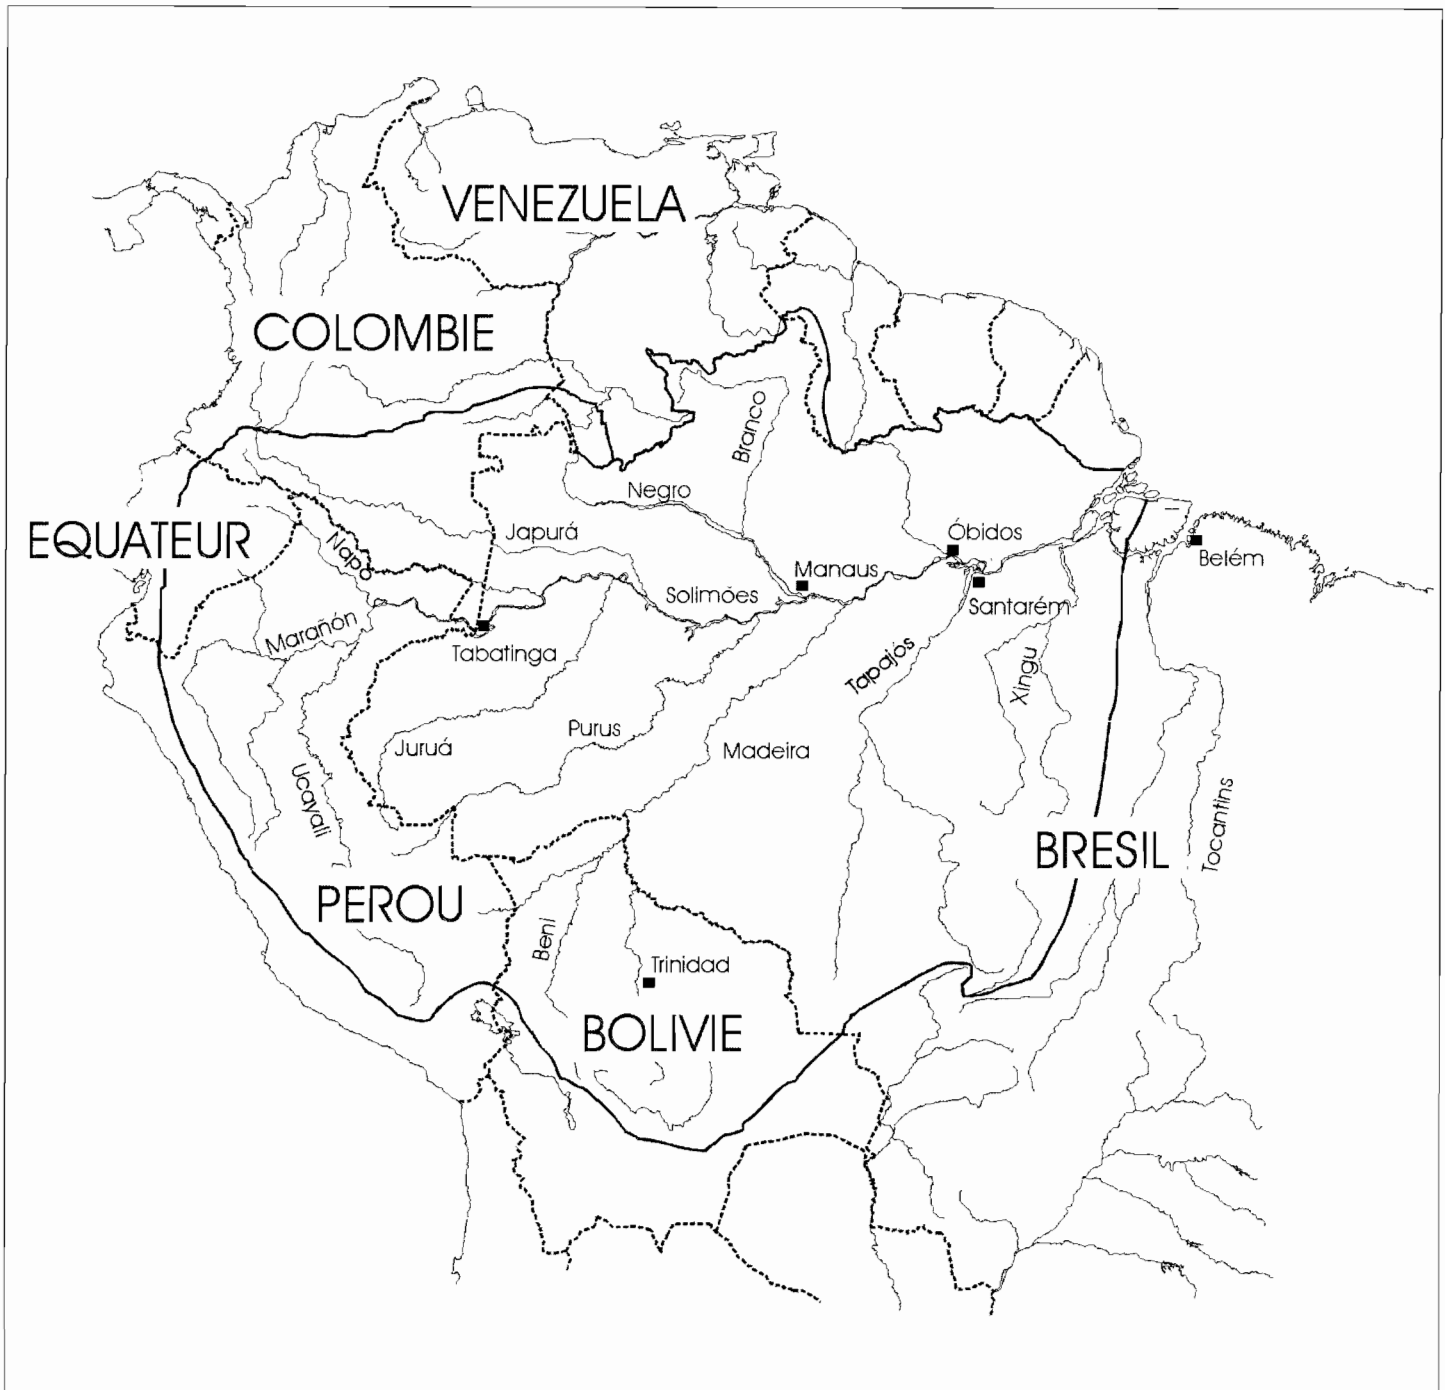 VENEZUELA
COLOMBIE
Branco
Negro
EQUATEUR
Japurá
Óbidos
Napo
Belém
Manaus
Solimões
Santarém
Marañón
Tabatinga
Tapajós
Xingu
Purus
Juruá
Madeira
Ucayali
Tocantins
BRESIL
PEROU
Beni
Trinidad
BOLIVIE